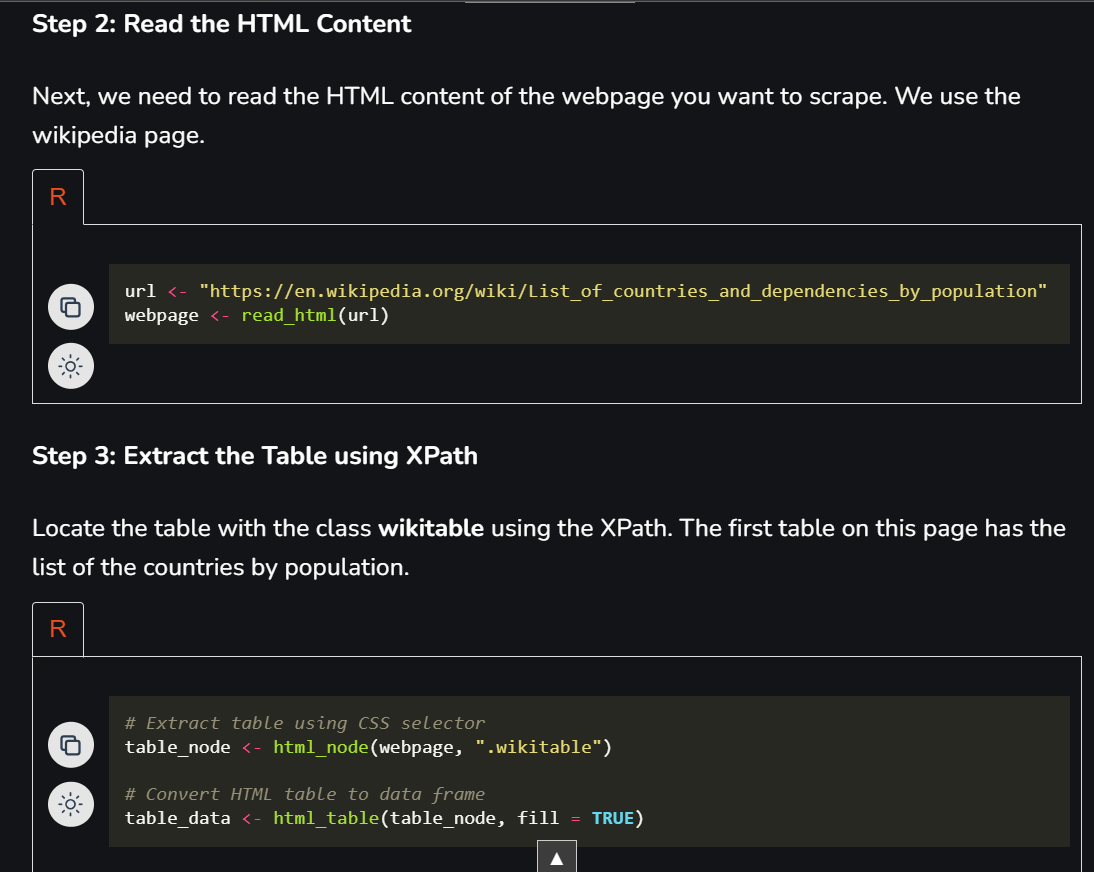 Step 2: Read the HTML Content
Next, we need to read the HTML content of the webpage you want to scrape. We use the
wikipedia page.
R
url <- "https://en.wikipedia.org/wiki/List_of_countries_and_dependencies_by_population"
webpage <- read_html(url)
Step 3: Extract the Table using XPath
Locate the table with the class wikitable using the XPath. The first table on this page has the
list of the countries by population.
R
# Extract table using CSS selector
table_node <- html_node(webpage, ".wikitable")
# Convert HTML table to data frame
table_data <- html_table(table_node, fill = TRUE)